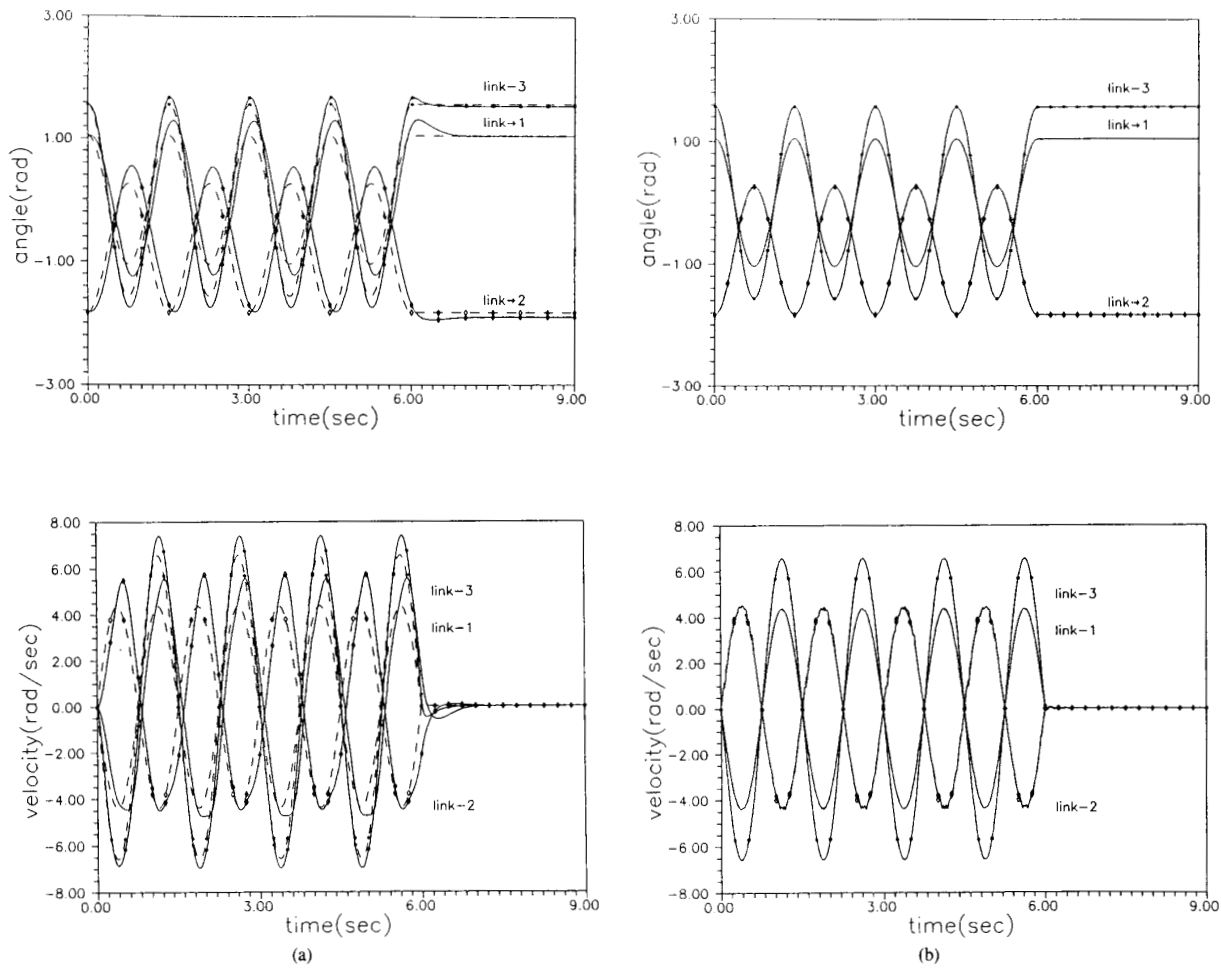 3.00
1.00
-1.00
-3.00
angle(rad)
link-3
link→1
link→2
0.00
3.00
6.00
9.00
time(sec)
3.00
1.00
-1.00
-3.00
angle(rad)
link-3
link→1
link→2
0.00
3.00
6.00
9.00
time(sec)
8.00
6.00
4.00
2.00
0.00
-2.00
-4.00
-6.00
-8.00
velocity(rad/sec)
link-3
link-1
link-2
0.00
3.00
6.00
9.00
time(sec)
(a)
8.00
6.00
4.00
2.00
0.00
-2.00
-4.00
-6.00
-8.00
velocity(rad/sec)
link-3
link-1
link-2
0.00
3.00
6.00
9.00
time(sec)
(b)